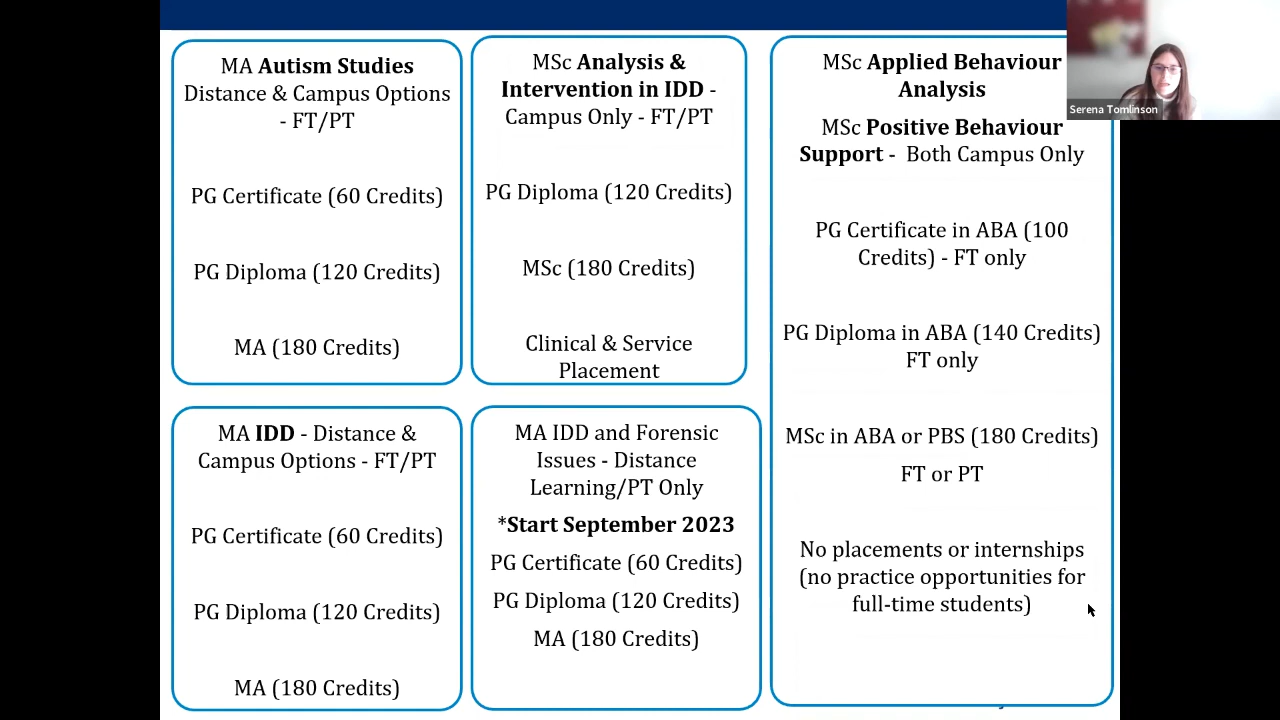 MA Autism Studies
Distance & Campus Options
- FT/PT
PG Certificate (60 Credits)
PG Diploma (120 Credits)
MA (180 Credits)
MSc Analysis &
Intervention in IDD -
Campus Only - FT/PT
PG Diploma (120 Credits)
MSc (180 Credits)
Clinical & Service
Placement
MSc Applied Behaviour
Analysis
MSc Positive Behaviour
Support - Both Campus Only
PG Certificate in ABA (100
Credits) - FT only
PG Diploma in ABA (140 Credits)
FT only
MSc in ABA or PBS (180 Credits)
FT or PT
No placements or internships
(no practice opportunities for
full-time students)
MA IDD - Distance &
Campus Options - FT/PT
PG Certificate (60 Credits)
PG Diploma (120 Credits)
MA (180 Credits)
MA IDD and Forensic
Issues - Distance
Learning/PT Only
*Start September 2023
PG Certificate (60 Credits)
PG Diploma (120 Credits)
MA (180 Credits)
Serena Tomlinson